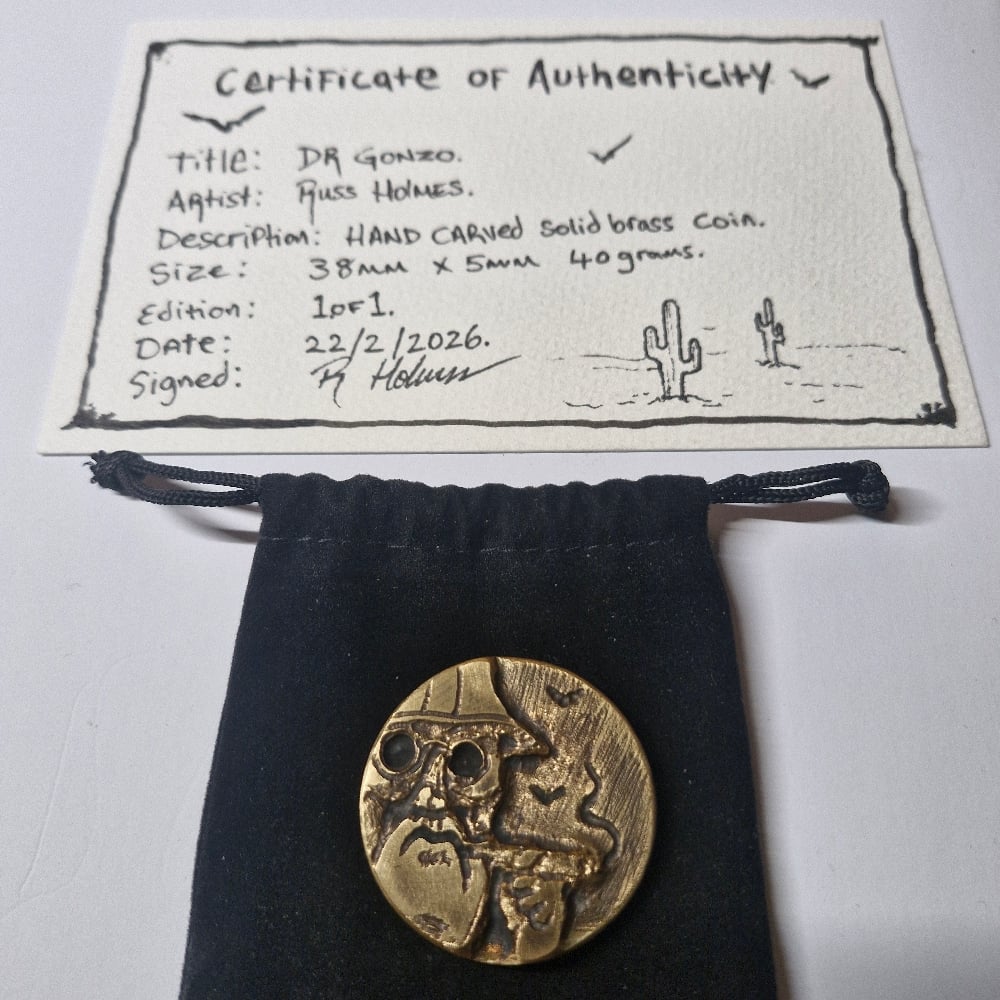 Certificate of Authenticity
Title: DR GONZO.
Artist: Russ Holmes.
Description: HAND CARVED Solid brass Coin.
Size: 38mm x 5mm 40 grams.
Edition: 1 of 1.
Date: 22/2/2026.
Signed: R Holmes